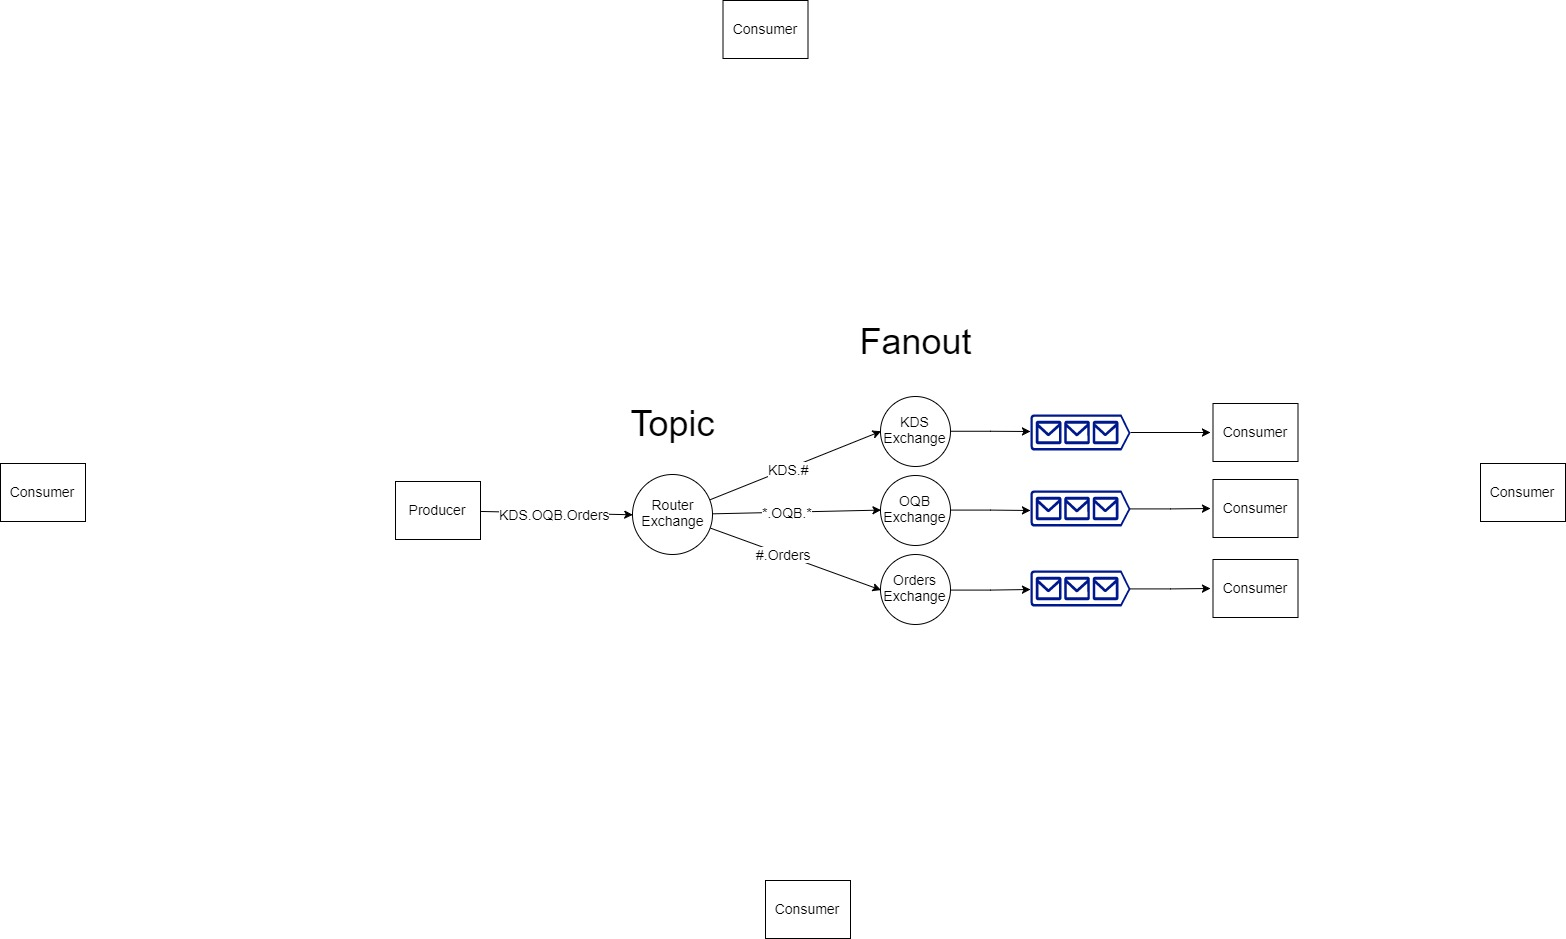 Consumer
Fanout
Topic
KDS
Exchange
Consumer
KDS.#
Consumer
Producer
KDS.OQB.Orders
Router
Exchange
*.OQB.*
OQB
Exchange
Consumer
Consumer
#.Orders
Orders
Exchange
Consumer
Consumer